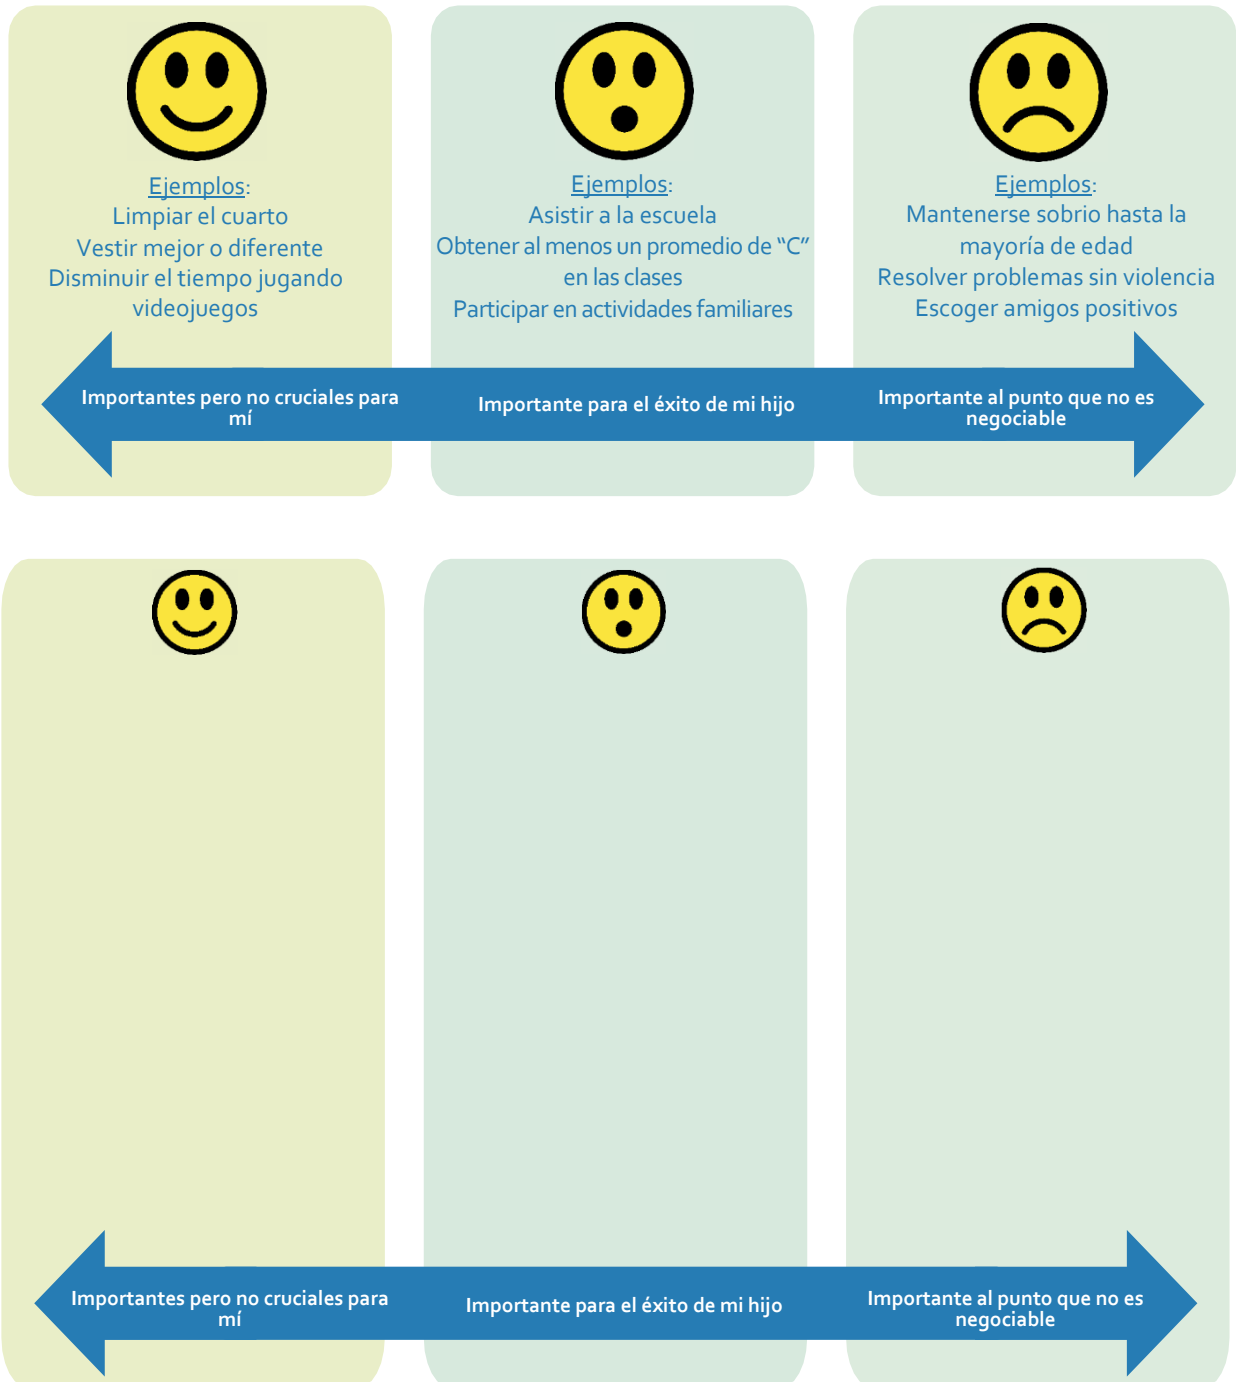 Ejemplos:
Limpiar el cuarto
Vestir mejor o diferente
Disminuir el tiempo jugando
videojuegos
Ejemplos:
Asistir a la escuela
Obtener al menos un promedio de “C”
en las clases
Participar en actividades familiares
Ejemplos:
Mantenerse sobrio hasta la
mayoría de edad
Resolver problemas sin violencia
Escoger amigos positivos
Importantes pero no cruciales para
mí
Importante para el éxito de mi hijo
Importante al punto que no es
negociable
Importantes pero no cruciales para
mí
Importante para el éxito de mi hijo
Importante al punto que no es
negociable